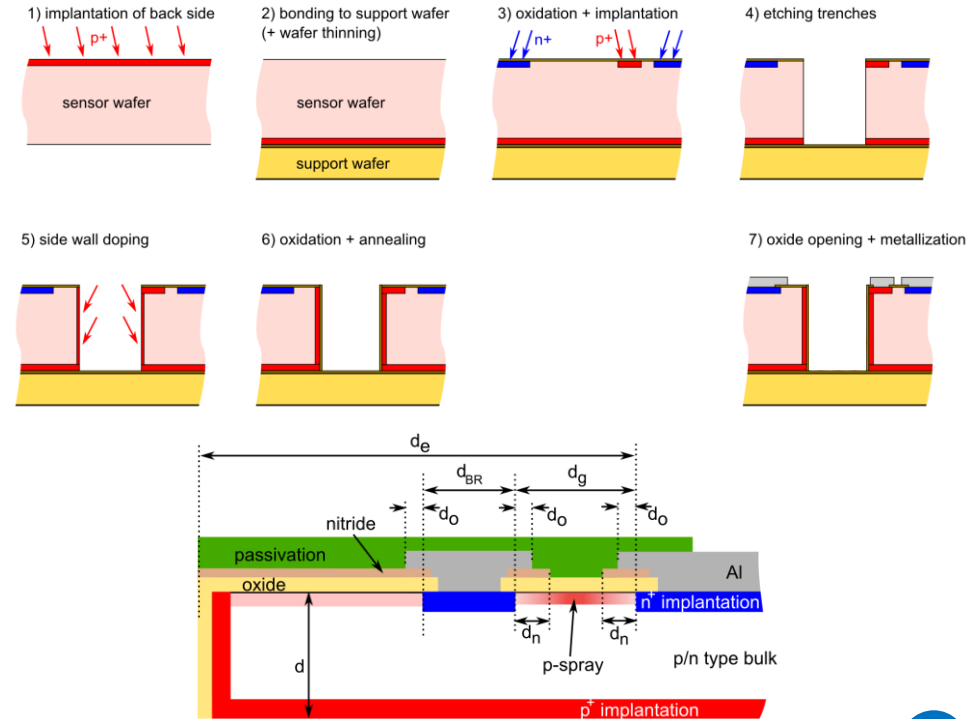 1) implantation of back side
p+
sensor wafer
2) bonding to support wafer
(+ wafer thinning)
sensor wafer
support wafer
3) oxidation + implantation
n+
p+
4) etching trenches
5) side wall doping
6) oxidation + annealing
7) oxide opening + metallization
de
dBR
dg
do
do
do
nitride
passivation
oxide
Al
n+ implantation
dn
dn
d
p-spray
p/n type bulk
p+ implantation